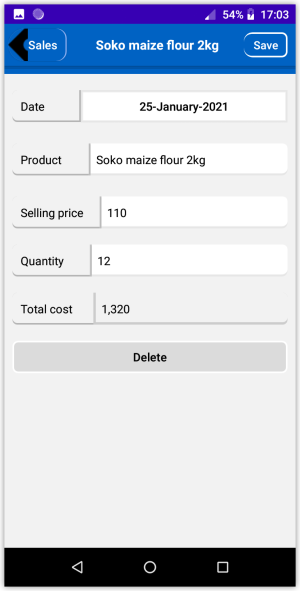 54% 17:03
Sales Soko maize flour 2kg Save
Date 25-January-2021
Product Soko maize flour 2kg
Selling price 110
Quantity 12
Total cost 1,320
Delete